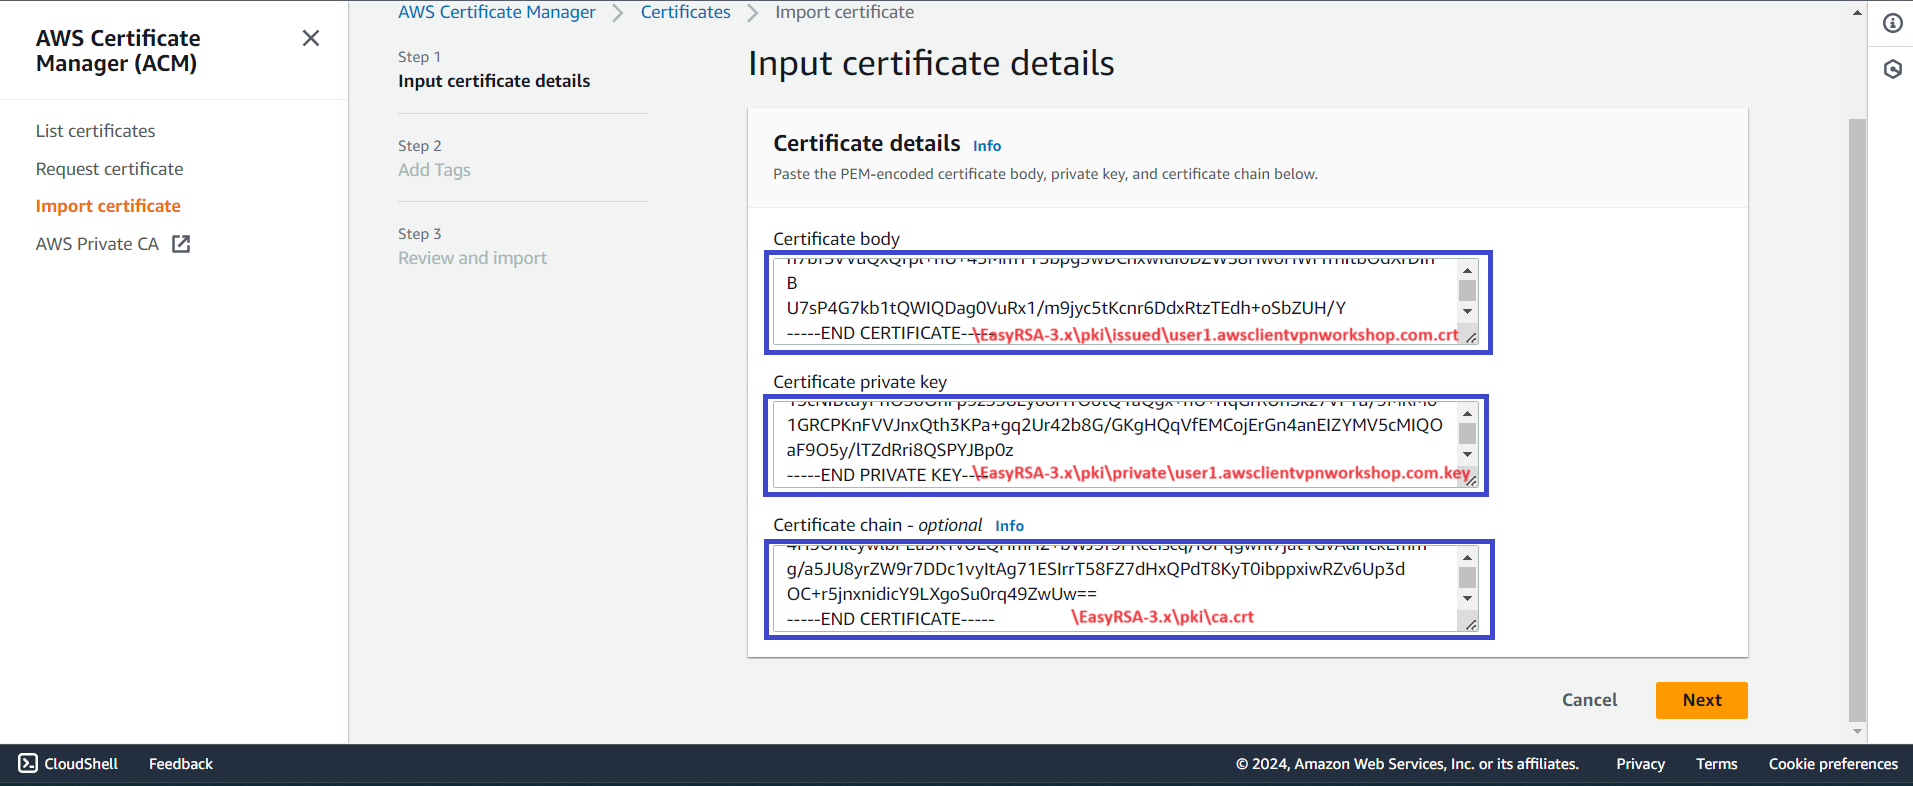 AWS Certificate Manager > Certificates > Import certificate
AWS Certificate
Manager (ACM)
List certificates
Request certificate
Import certificate
AWS Private CA
Step 1
Input certificate details
Step 2
Add Tags
Step 3
Review and import
Input certificate details
Certificate details Info
Paste the PEM-encoded certificate body, private key, and certificate chain below.
Certificate body
B
U7sP4G7kb1tQWIQDag0VuRx1/m9jyc5tKcnr6DdxRtzTEdh+oSbZUH/Y
-----END CERTIFICATE-----
\EasyRSA-3.x\pki\issued\user1.awsclientvpnworkshop.com.crt
Certificate private key
1GRCPKnFVVJnxQth3KPa+gq2Ur42b8G/GKgHQqVfEMCojErGn4anEIZYMV5cMIQO
aF9O5y/lTZdRri8QSPYJBp0z
-----END PRIVATE KEY-----
\EasyRSA-3.x\pki\private\user1.awsclientvpnworkshop.com.key
Certificate chain - optional Info
g/a5JU8yrZW9r7DDc1vyItAg71ESIrrT58FZ7dHxQPdT8KyT0ibppxiwRZv6Up3d
OC+r5jnxnidicY9LXgoSu0rq49ZwUw==
-----END CERTIFICATE-----
\EasyRSA-3.x\pki\ca.crt
Cancel
Next
CloudShell
Feedback
© 2024, Amazon Web Services, Inc. or its affiliates.
Privacy
Terms
Cookie preferences